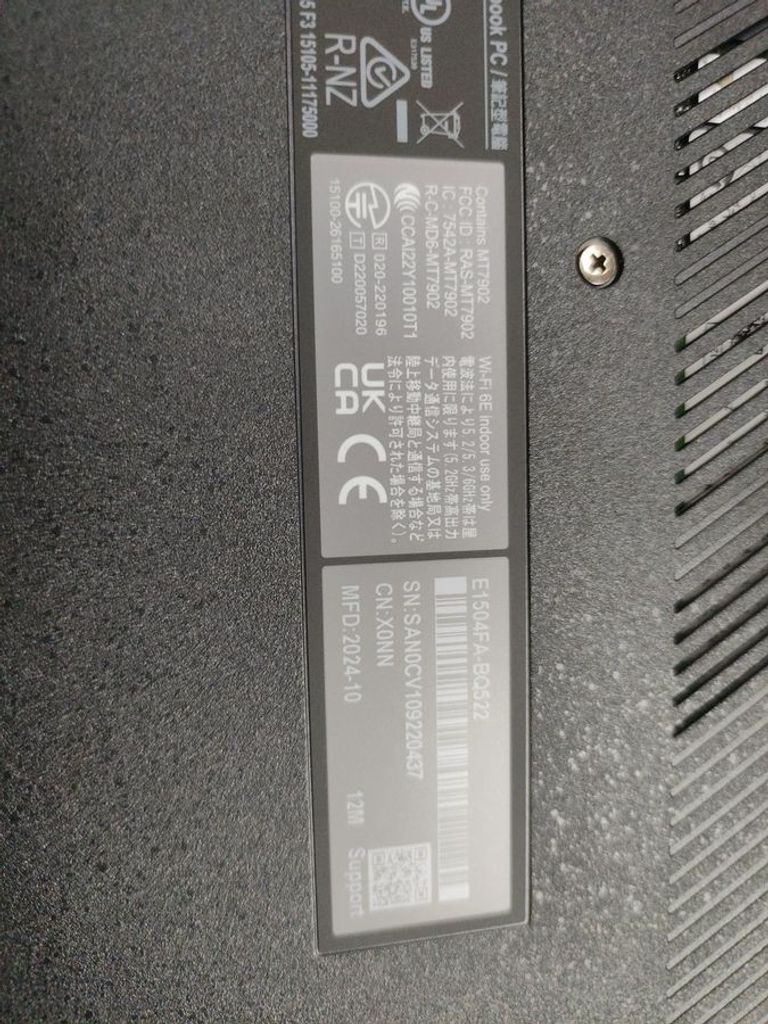 book PC / 筆記型電腦
US LISTED
R-NZ
5 F3 15105-11175000
Contains MT7902
FCC ID : RAS-MT7902
IC : 7542A-MT7902
R-C-MD6-MT7902
CCAI22Y10010T1
R 020-220196
T D220057020
15100-26165100
Wi-Fi 6E indoor use only
電波法により5.2/5.3/6GHz帯は屋
内使用に限ります(5.2GHz帯高出力
データ通信システムの基地局又は
陸上移動中継局と通信する場合など
法令により許可された場合を除く)。
UK
CA
CE
E1504FA-BQ522
SN:SAN0CV109220437
CN:X0NN
MFD:2024-10
12M
Support